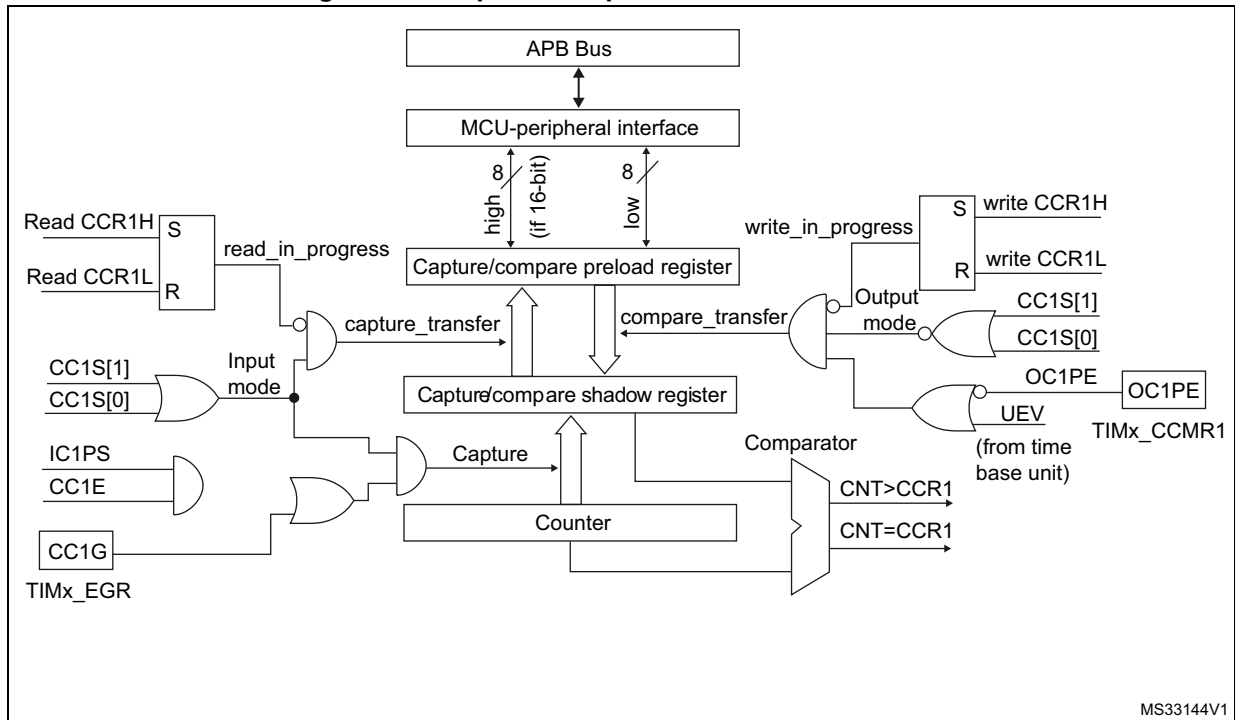 APB Bus
MCU-peripheral interface
8
high
(if 16-bit)
8
low
Read CCR1H
S
read_in_progress
Read CCR1L
R
write_in_progress
S
write CCR1H
R
write CCR1L
Capture/compare preload register
capture_transfer
compare_transfer
Output
mode
CC1S[1]
CC1S[0]
CC1S[1]
CC1S[0]
Input
mode
Capture/compare shadow register
OC1PE
OC1PE
UEV
(from time
base unit)
TIMx_CCMR1
IC1PS
CC1E
Capture
Comparator
CNT>CCR1
CNT=CCR1
Counter
CC1G
TIMx_EGR
MS33144V1